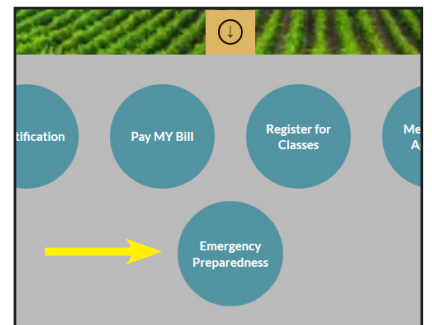 tification
Pay MY Bill
Register for
Classes
Me
A
Emergency
Preparedness